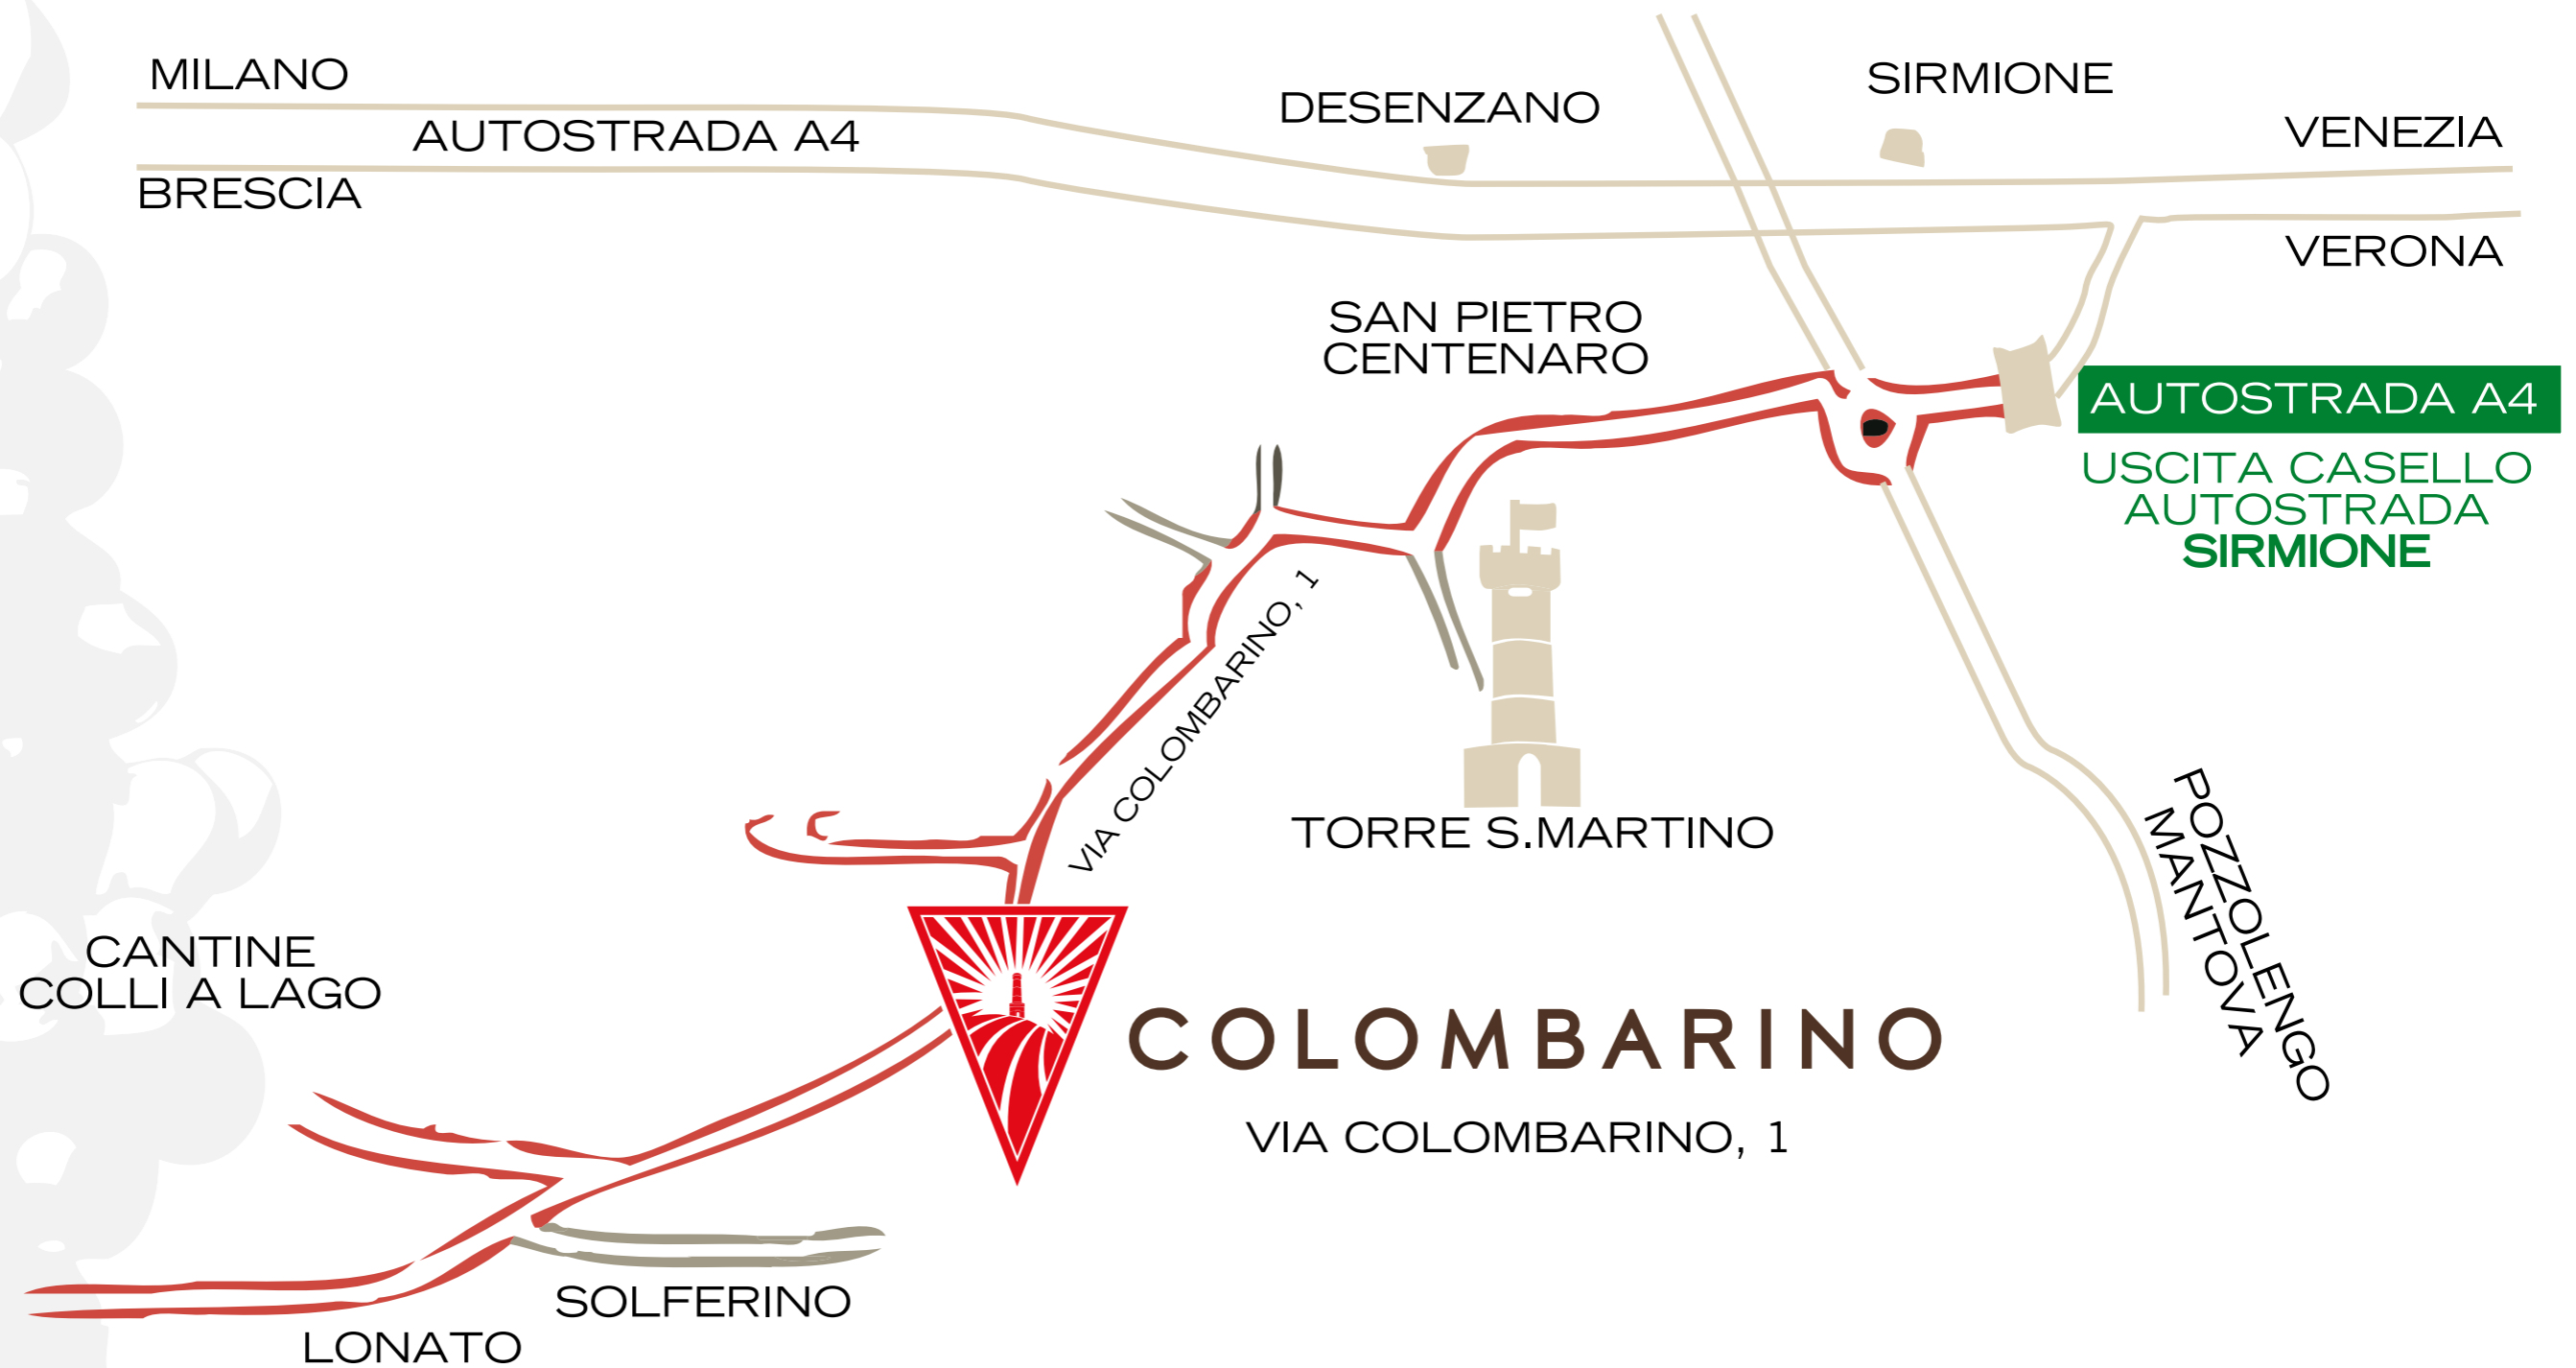 MILANO
AUTOSTRADA A4
BRESCIA
DESENZANO
SIRMIONE
VENEZIA
VERONA
SAN PIETRO
CENTENARO
AUTOSTRADA A4
USCITA CASELLO
AUTOSTRADA
SIRMIONE
VIA COLOMBARINO, 1
TORRE S.MARTINO
POZZOLENGO
MANTOVA
CANTINE
COLLI A LAGO
COLOMBARINO
VIA COLOMBARINO, 1
SOLFERINO
LONATO